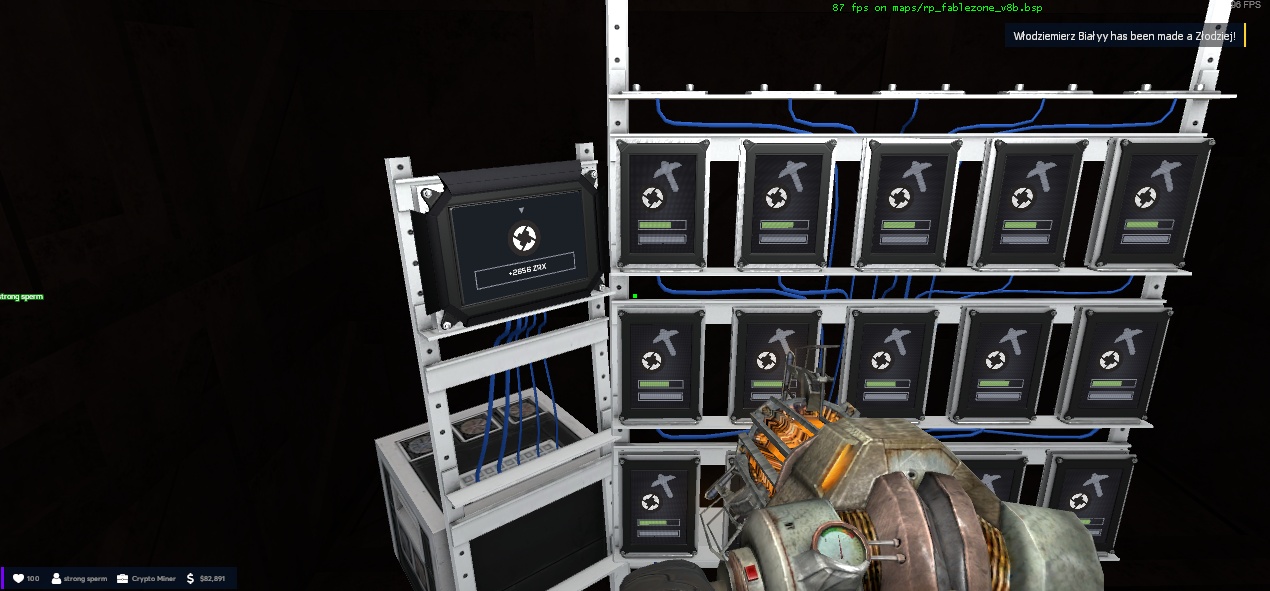 87 fps on maps/rp_fablezone_v8b.bsp
96 FPS
Włodziemierz Białyy has been made a Złodziej!
+2656 ZRX
strong sperm
100 strong sperm Crypto Miner $82,891